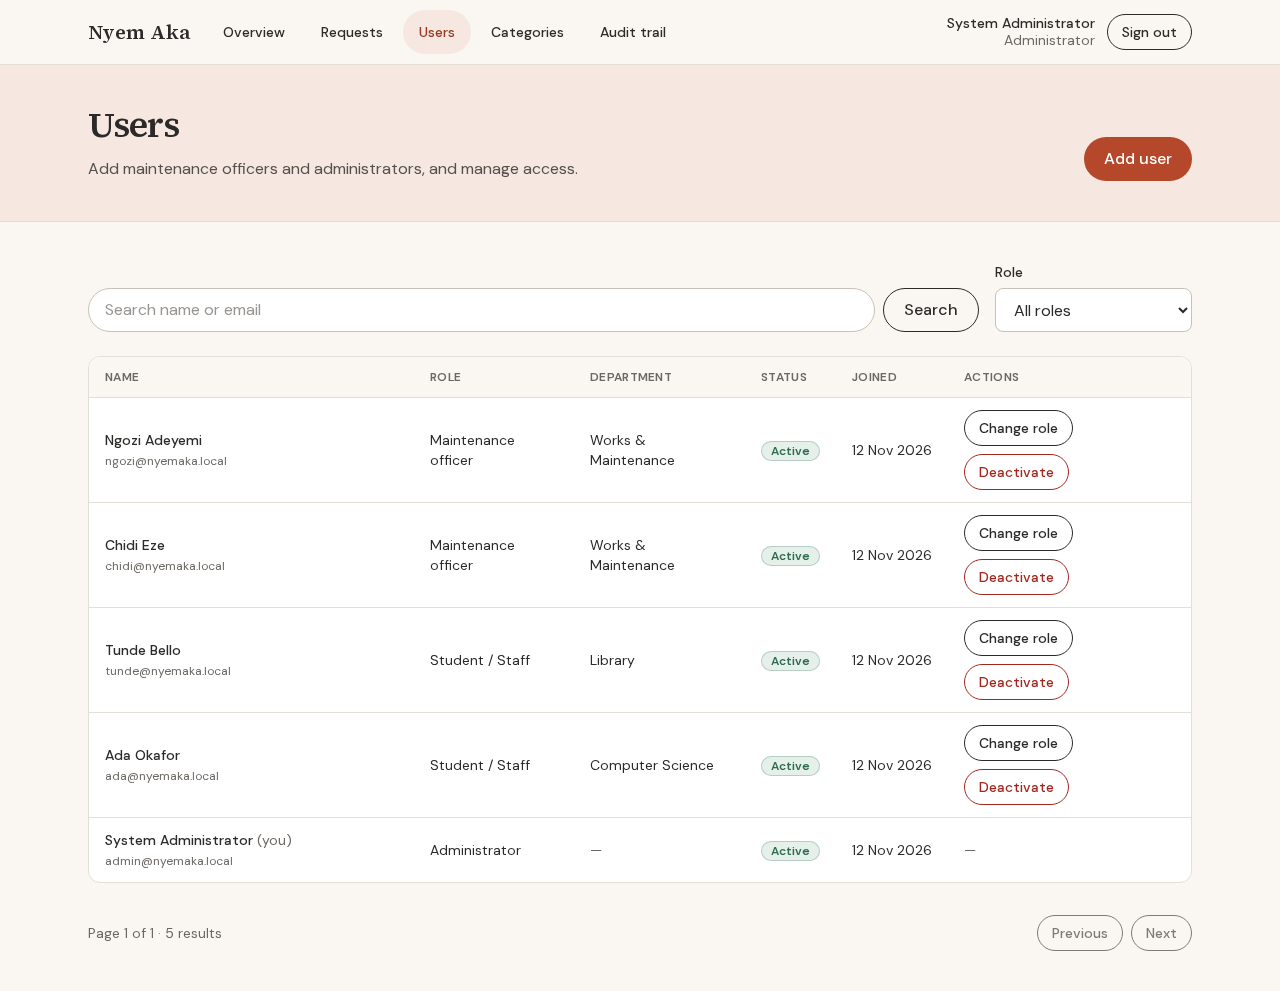 Nyem Aka
Overview
Requests
Users
Categories
Audit trail
System Administrator
Administrator
Sign out
Users
Add maintenance officers and administrators, and manage access.
Add user
Search name or email
Search
Role
All roles
NAME ROLE DEPARTMENT STATUS JOINED ACTIONS
Ngozi Adeyemi
ngozi@nyemaka.local
Maintenance
officer
Works &
Maintenance
Active
12 Nov 2026
Change role
Deactivate
Chidi Eze
chidi@nyemaka.local
Maintenance
officer
Works &
Maintenance
Active
12 Nov 2026
Change role
Deactivate
Tunde Bello
tunde@nyemaka.local
Student / Staff
Library
Active
12 Nov 2026
Change role
Deactivate
Ada Okafor
ada@nyemaka.local
Student / Staff
Computer Science
Active
12 Nov 2026
Change role
Deactivate
System Administrator (you)
admin@nyemaka.local
Administrator
—
Active
12 Nov 2026
—
Page 1 of 1 · 5 results
Previous
Next